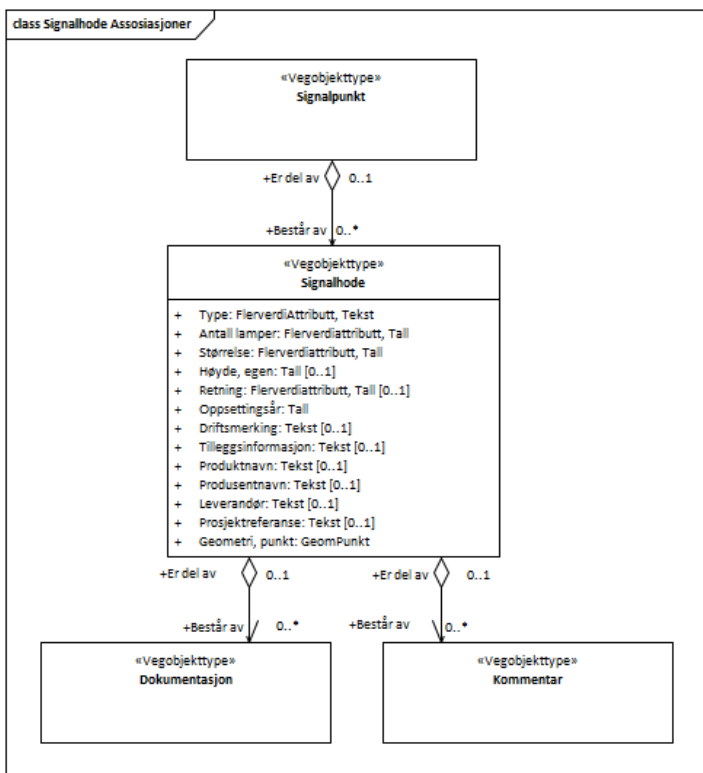 class Signalhode Assosiasjoner
«Vegobjekttype»
Signalpunkt
+Er del av 0..1
+Består av 0..*
«Vegobjekttype»
Signalhode
+ Type: FlerverdiAttributt, Tekst
+ Antall lamper: Flerverdiattributt, Tall
+ Størrelse: Flerverdiattributt, Tall
+ Høyde, egen: Tall [0..1]
+ Retning: Flerverdiattributt, Tall [0..1]
+ Oppsettingsår: Tall
+ Driftsmerking: Tekst [0..1]
+ Tilleggsinformasjon: Tekst [0..1]
+ Produktnavn: Tekst [0..1]
+ Produsentnavn: Tekst [0..1]
+ Leverandør: Tekst [0..1]
+ Prosjektreferanse: Tekst [0..1]
+ Geometri, punkt: GeomPunkt
+Er del av 0..1 +Er del av 0..1
+Består av 0..* +Består av 0..*
«Vegobjekttype»
Dokumentasjon
«Vegobjekttype»
Kommentar